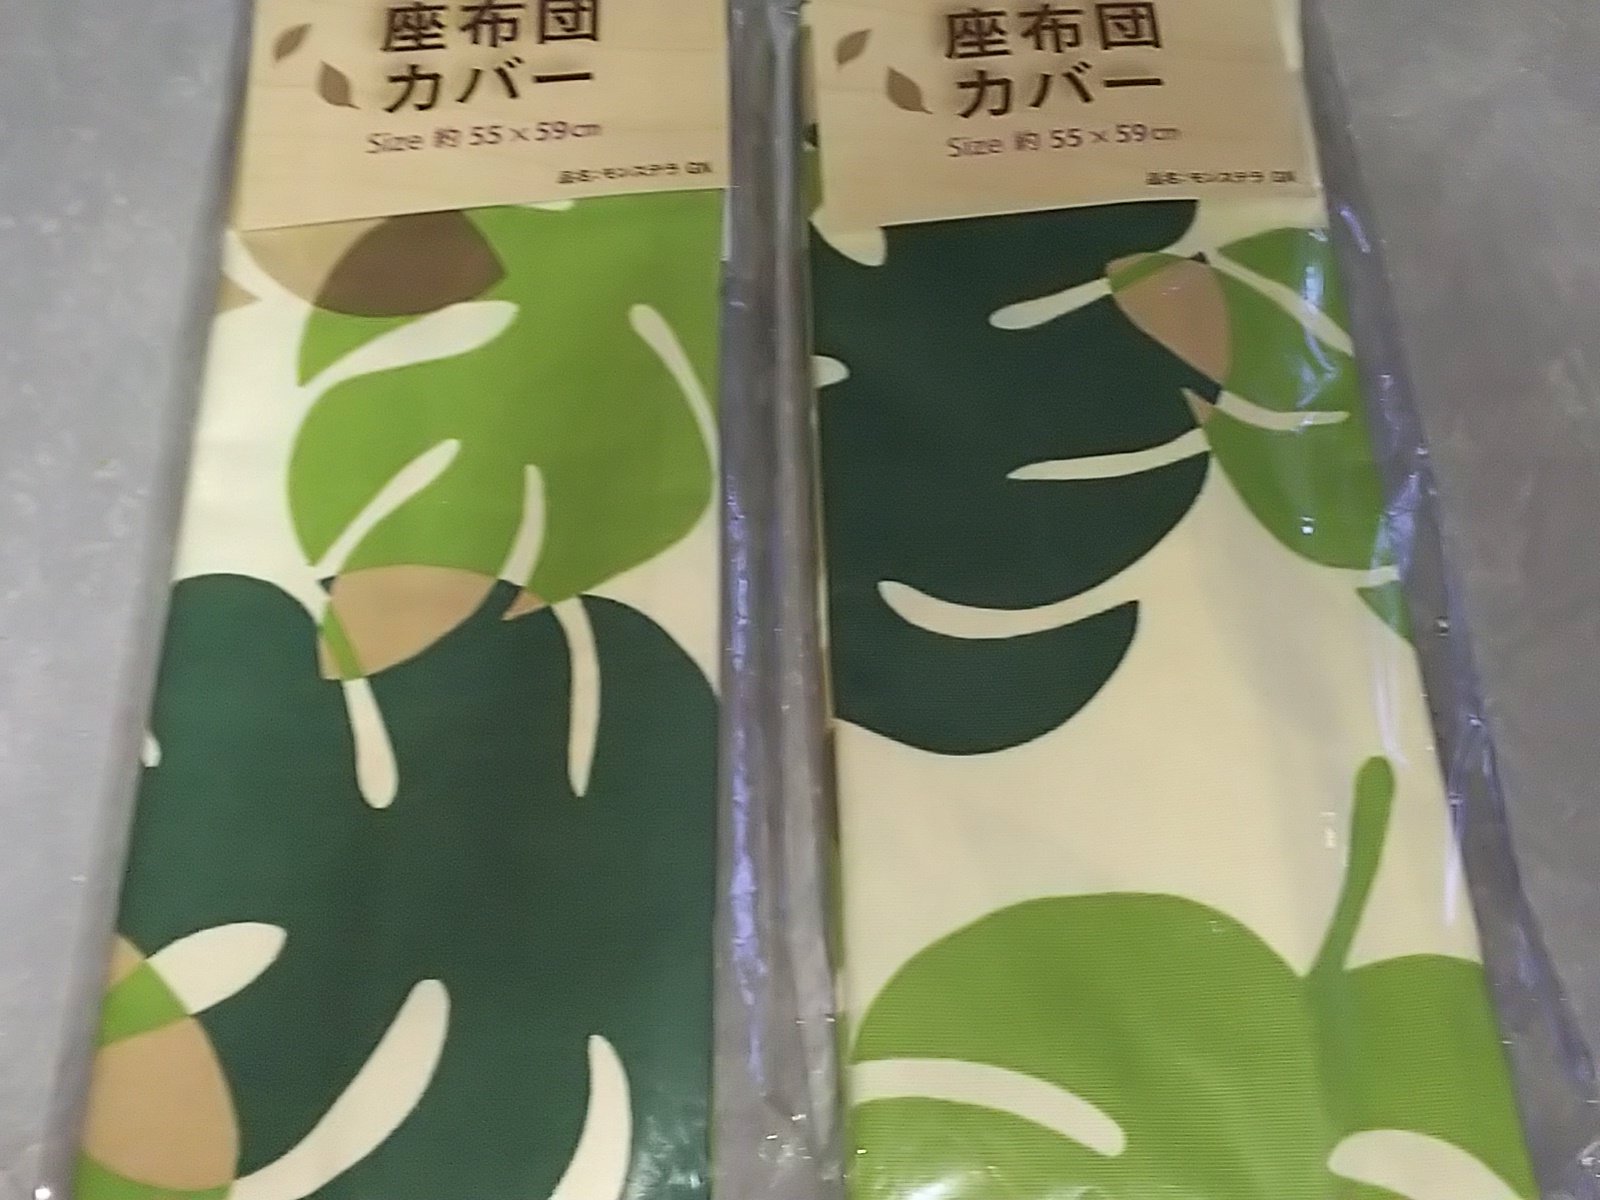 座布団
カバー
Size 約 55×59cm
品名:モンステラ GN
座布団
カバー
Size 約 55×59cm
品名:モンステラ GN